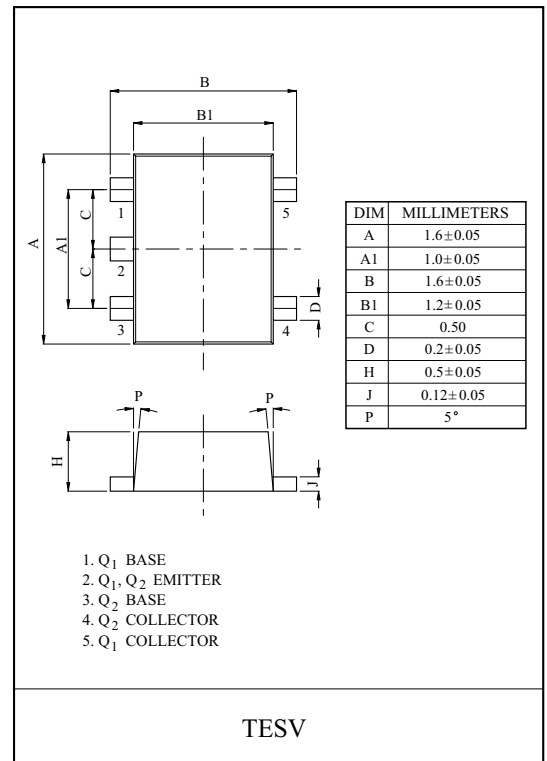 B
B1
1
5
A
A1
C
C
2
3
4
D
P
P
H
J
DIM MILLIMETERS
A 1.6±0.05
A1 1.0±0.05
B 1.6±0.05
B1 1.2±0.05
C 0.50
D 0.2±0.05
H 0.5±0.05
J 0.12±0.05
P 5°
1. Q1 BASE
2. Q1, Q2 EMITTER
3. Q2 BASE
4. Q2 COLLECTOR
5. Q1 COLLECTOR
TESV